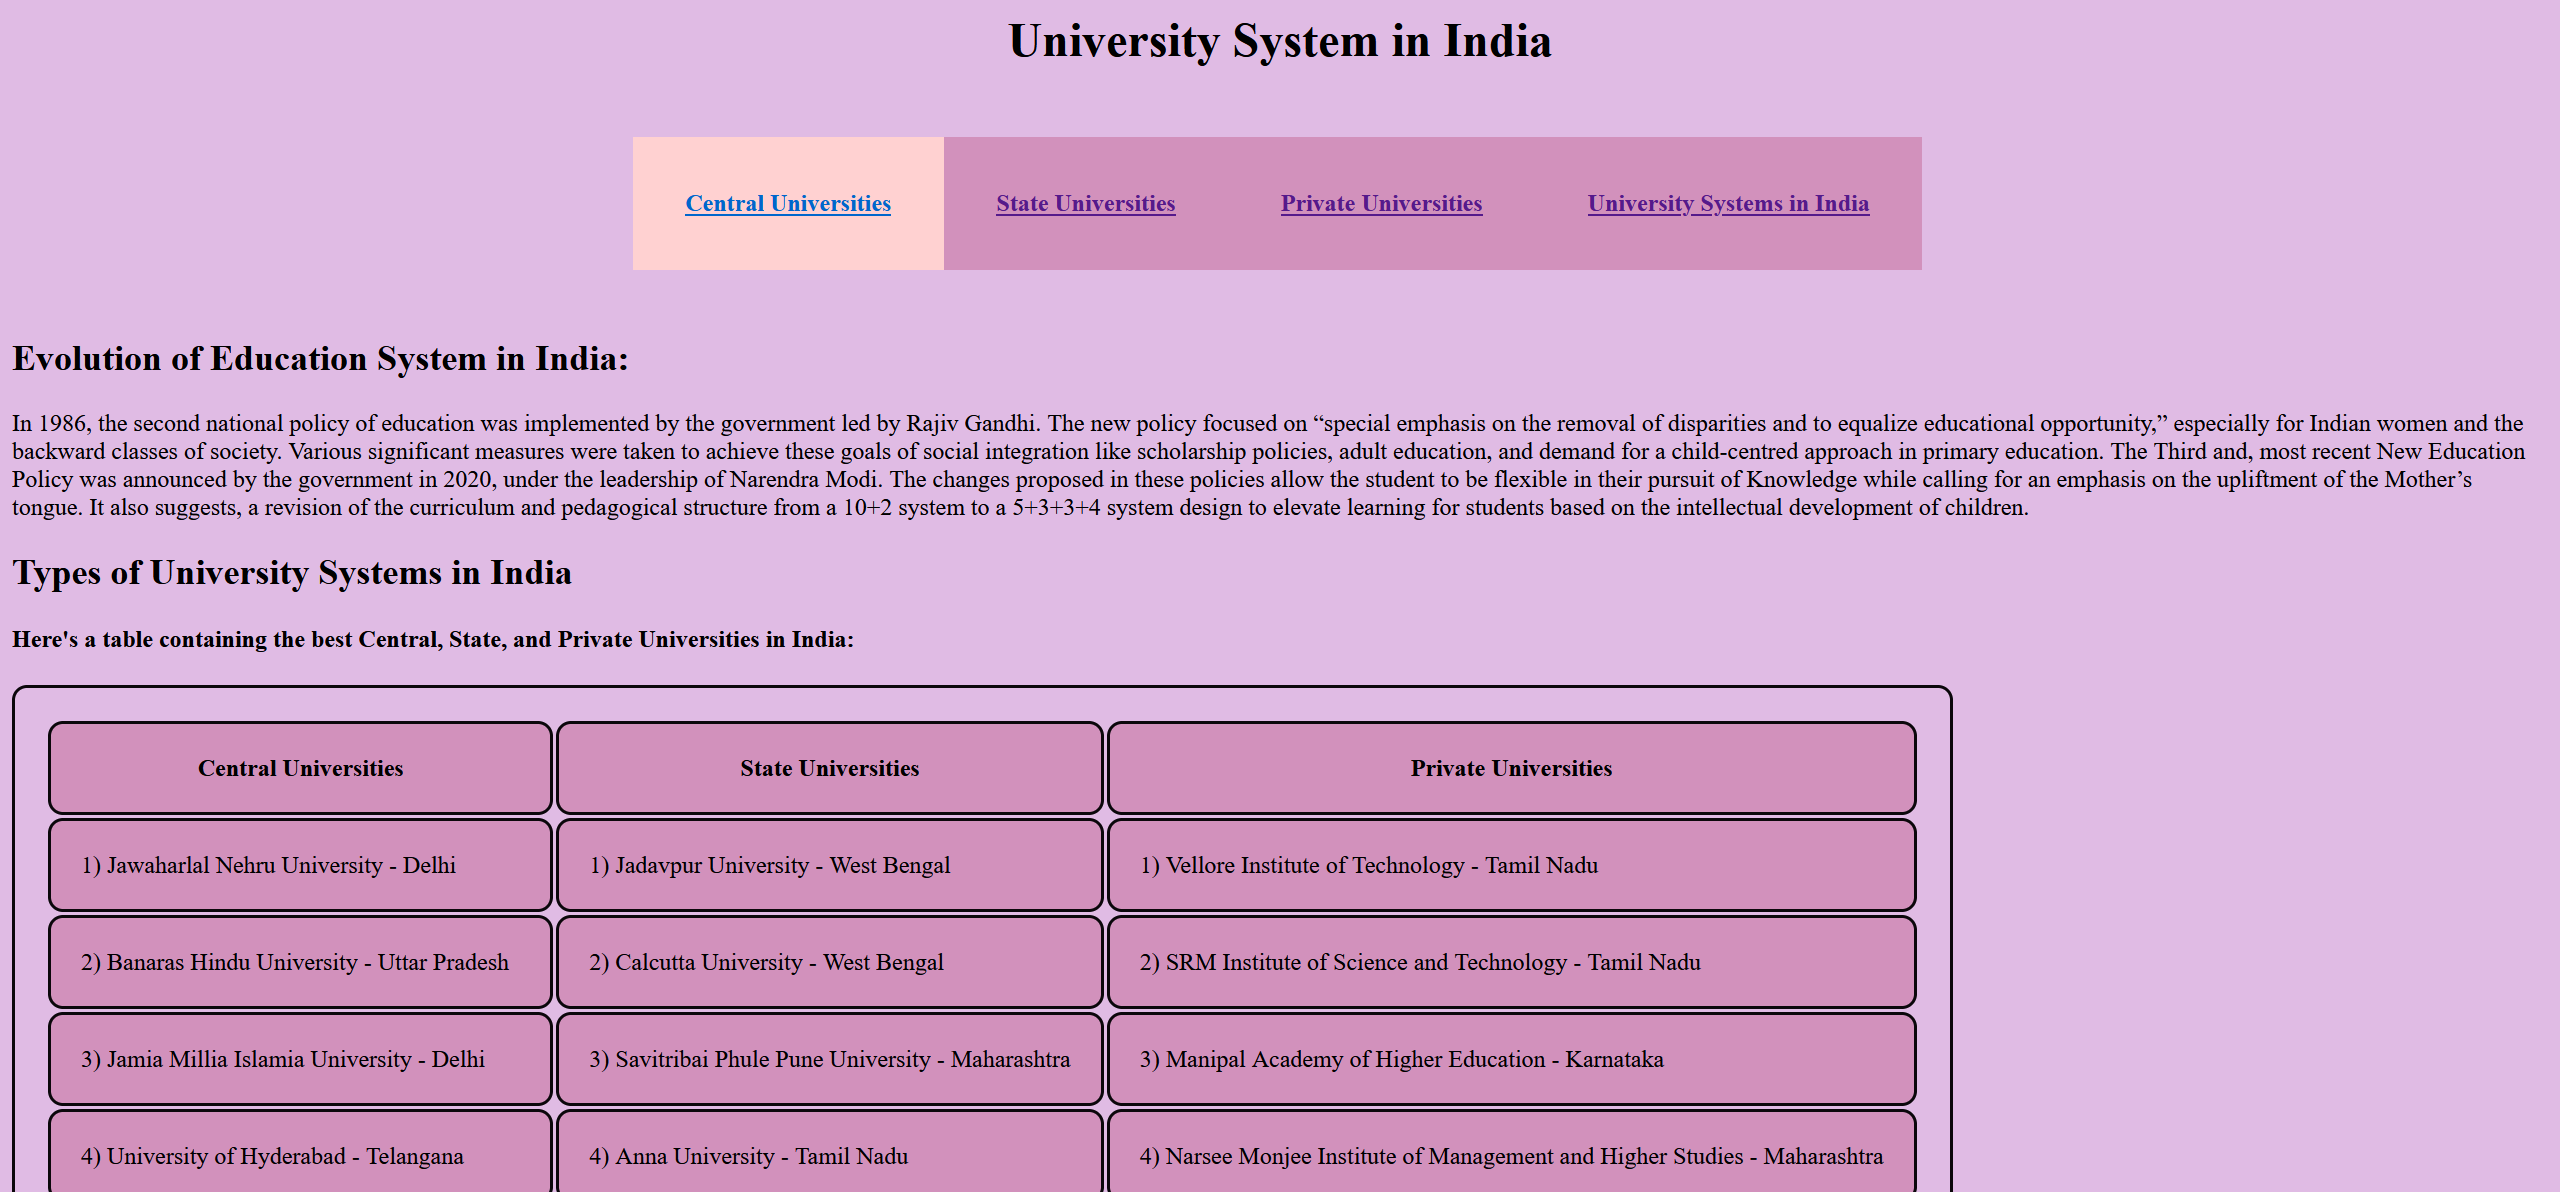 University System in India
Central Universities
State Universities
Private Universities
University Systems in India
Evolution of Education System in India:
In 1986, the second national policy of education was implemented by the government led by Rajiv Gandhi. The new policy focused on “special emphasis on the removal of disparities and to equalize educational opportunity,” especially for Indian women and the
backward classes of society. Various significant measures were taken to achieve these goals of social integration like scholarship policies, adult education, and demand for a child-centred approach in primary education. The Third and, most recent New Education
Policy was announced by the government in 2020, under the leadership of Narendra Modi. The changes proposed in these policies allow the student to be flexible in their pursuit of Knowledge while calling for an emphasis on the upliftment of the Mother’s
tongue. It also suggests, a revision of the curriculum and pedagogical structure from a 10+2 system to a 5+3+3+4 system design to elevate learning for students based on the intellectual development of children.
Types of University Systems in India
Here's a table containing the best Central, State, and Private Universities in India:
Central Universities
State Universities
Private Universities
1) Jawaharlal Nehru University - Delhi
1) Jadavpur University - West Bengal
1) Vellore Institute of Technology - Tamil Nadu
2) Banaras Hindu University - Uttar Pradesh
2) Calcutta University - West Bengal
2) SRM Institute of Science and Technology - Tamil Nadu
3) Jamia Millia Islamia University - Delhi
3) Savitribai Phule Pune University - Maharashtra
3) Manipal Academy of Higher Education - Karnataka
4) University of Hyderabad - Telangana
4) Anna University - Tamil Nadu
4) Narsee Monjee Institute of Management and Higher Studies - Maharashtra